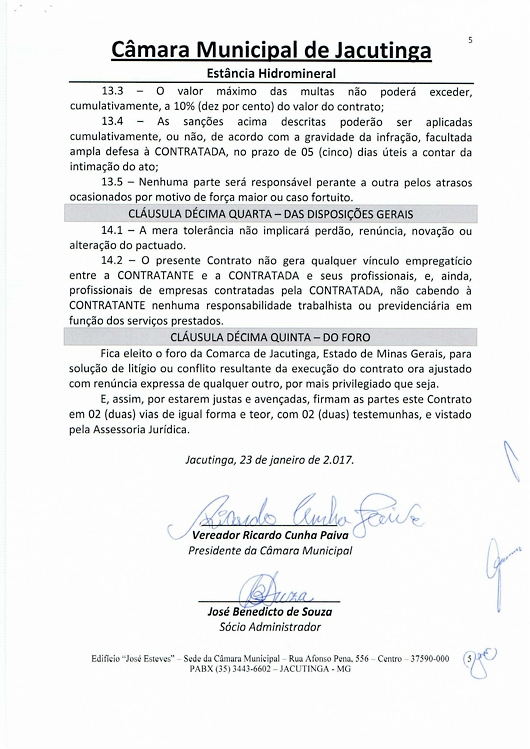 5
Câmara Municipal de Jacutinga
Estância Hidromineral
13.3 – O valor máximo das multas não poderá exceder,
cumulativamente, a 10% (dez por cento) do valor do contrato;
13.4 – As sanções acima descritas poderão ser aplicadas
cumulativamente, ou não, de acordo com a gravidade da infração, facultada
ampla defesa à CONTRATADA, no prazo de 05 (cinco) dias úteis a contar da
intimação do ato;
13.5 – Nenhuma parte será responsável perante a outra pelos atrasos
ocasionados por motivo de força maior ou caso fortuito.
CLÁUSULA DÉCIMA QUARTA – DAS DISPOSIÇÕES GERAIS
14.1 – A mera tolerância não implicará perdão, renúncia, novação ou
alteração do pactuado.
14.2 – O presente Contrato não gera qualquer vínculo empregatício
entre a CONTRATANTE e a CONTRATADA e seus profissionais, e, ainda,
profissionais de empresas contratadas pela CONTRATADA, não cabendo à
CONTRATANTE nenhuma responsabilidade trabalhista ou previdenciária em
função dos serviços prestados.
CLÁUSULA DÉCIMA QUINTA – DO FORO
Fica eleito o foro da Comarca de Jacutinga, Estado de Minas Gerais, para
solução de litígio ou conflito resultante da execução do contrato ora ajustado
com renúncia expressa de qualquer outro, por mais privilegiado que seja.
E, assim, por estarem justas e avençadas, firmam as partes este Contrato
em 02 (duas) vias de igual forma e teor, com 02 (duas) testemunhas, e vistado
pela Assessoria Jurídica.
Jacutinga, 23 de janeiro de 2.017.
Ricardo Cunha Paiva
Vereador Ricardo Cunha Paiva
Presidente da Câmara Municipal
José Benedicto de Souza
Sócio Administrador
Edifício "José Esteves" – Sede da Câmara Municipal – Rua Afonso Pena, 556 – Centro – 37590-000
PABX (35) 3443-6602 – JACUTINGA - MG
5